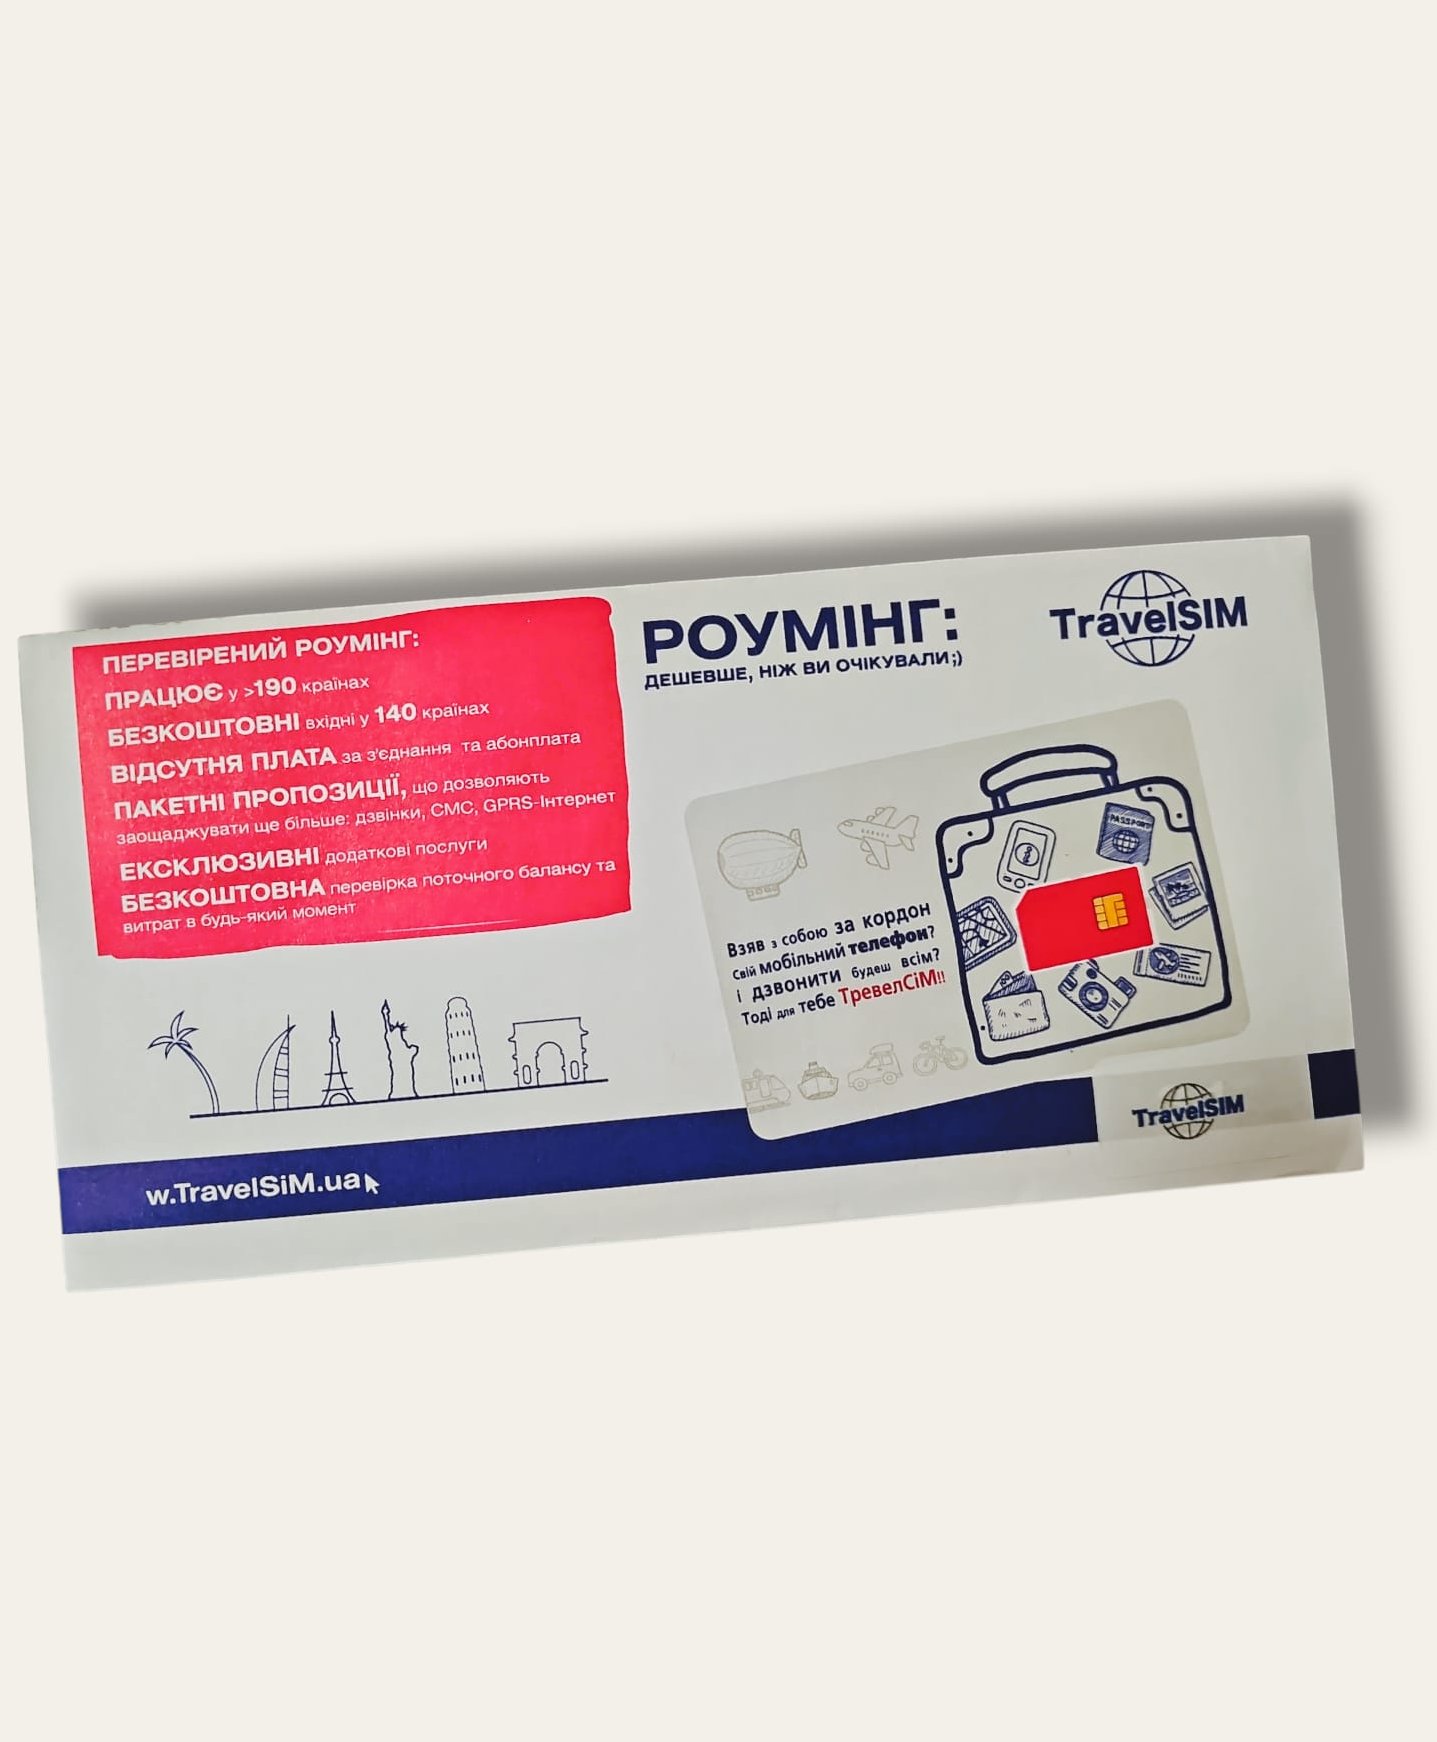 ПЕРЕВІРЕНИЙ РОУМІНГ:
ПРАЦЮЄ у >190 країнах
БЕЗКОШТОВНІ вхідні у 140 країнах
ВІДСУТНЯ ПЛАТА за з'єднання та абонплата
ПАКЕТНІ ПРОПОЗИЦІЇ, що дозволяють
заощаджувати ще більше: дзвінки, СМС, GPRS-Інтернет
ЕКСКЛЮЗИВНІ додаткові послуги
БЕЗКОШТОВНА перевірка поточного балансу та
витрат в будь-який момент
w.TravelSiM.ua
РОУМІНГ:
ДЕШЕВШЕ, НІЖ ВИ ОЧІКУВАЛИ;)
TravelSIM
Взяв з собою за кордон
Свій мобільний телефон?
і дзвонити будеш всім?
Тоді для тебе ТревелСіМ!!
PASSPORT
TravelSIM